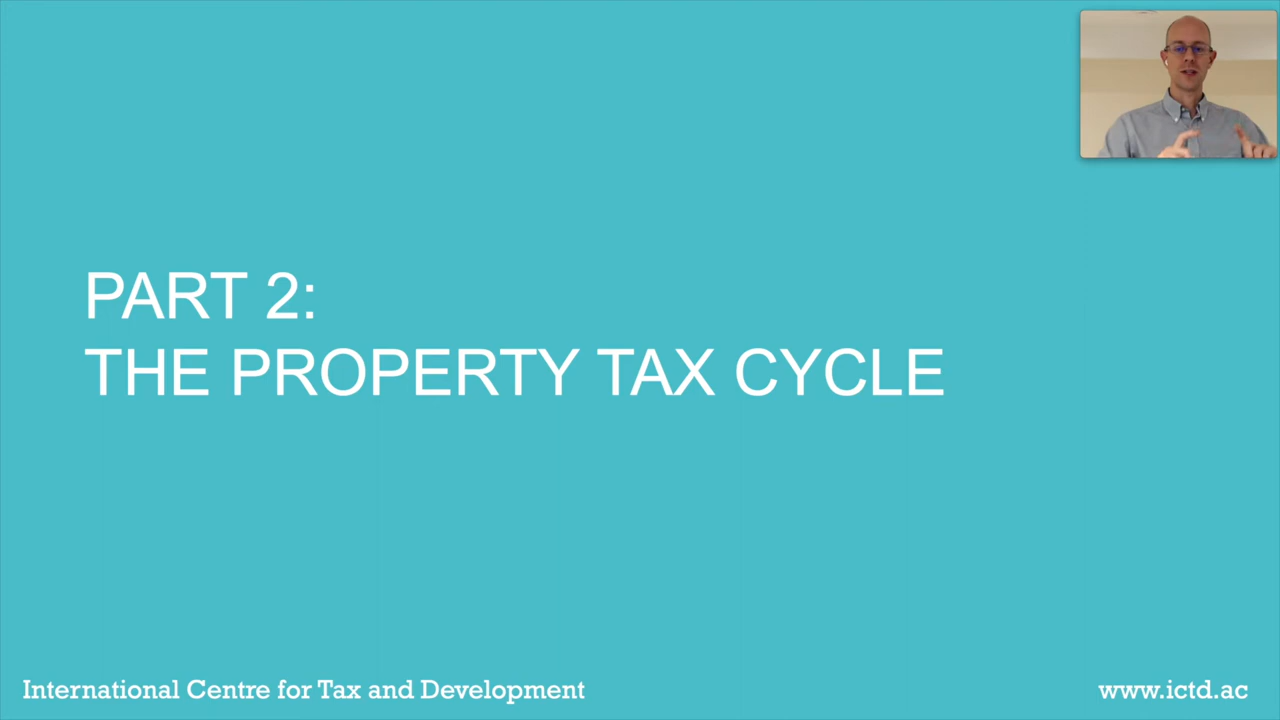 PART 2:
THE PROPERTY TAX CYCLE
International Centre for Tax and Development
www.ictd.ac